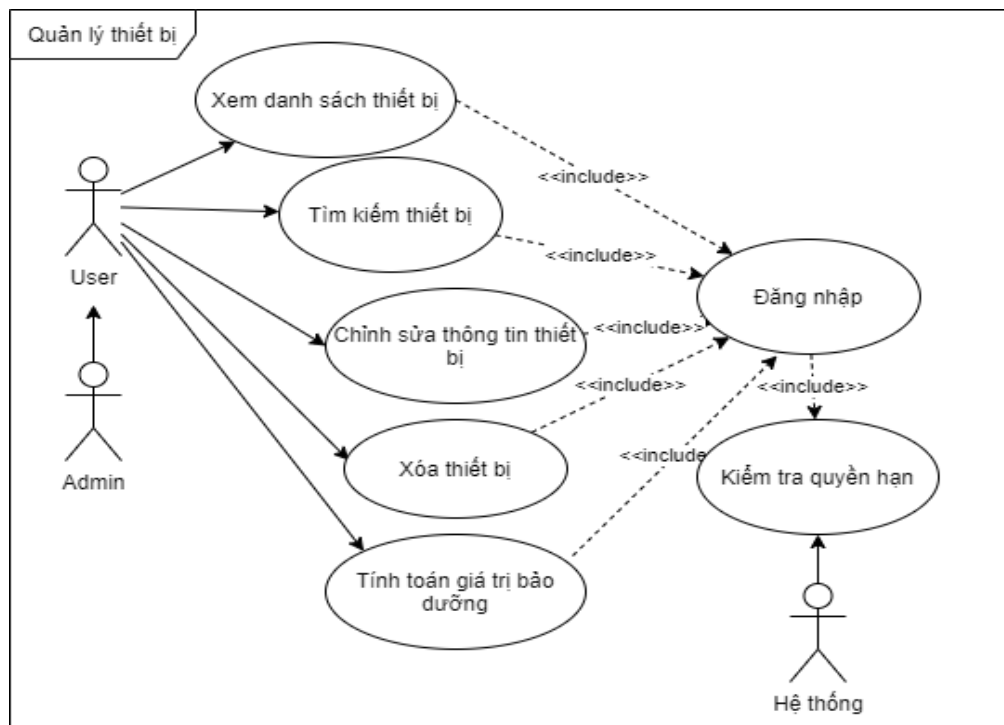 Quản lý thiết bị
Xem danh sách thiết bị
<<include>>
Tìm kiếm thiết bị
<<include>>
User
Đăng nhập
Chỉnh sửa thông tin thiết
bị
<<include>>
<<include>>
<<include>>
Admin
Xóa thiết bị
<<include
Kiểm tra quyền hạn
Tính toán giá trị bảo
dưỡng
Hệ thống